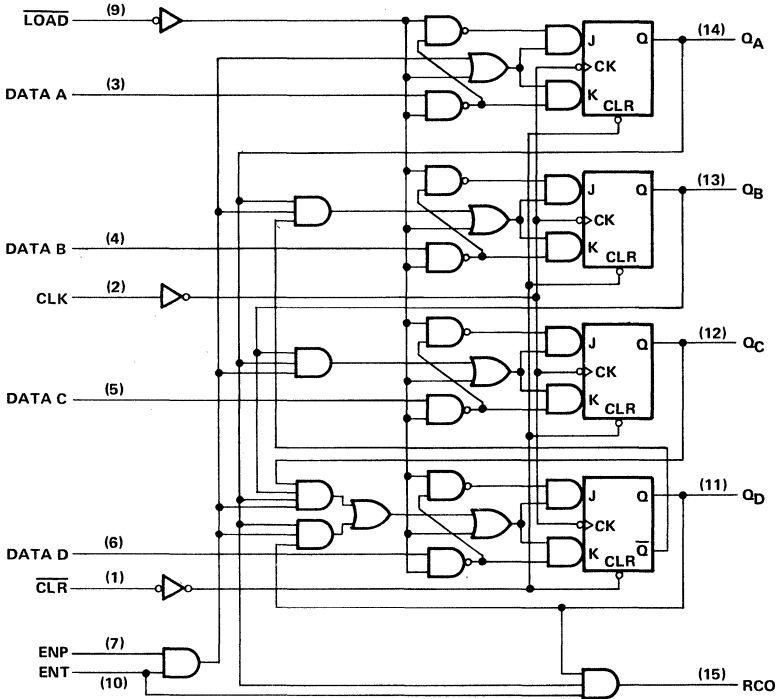 LOAD (9)
(14) QA
J Q
CK
K
CLR
DATA A (3)
(13) QB
J Q
CK
K
CLR
DATA B (4)
CLK (2)
(12) QC
J Q
CK
K
CLR
DATA C (5)
(11) QD
J Q
CK
K Q
CLR
DATA D (6)
CLR (1)
ENP (7)
ENT (10)
(15) RCO